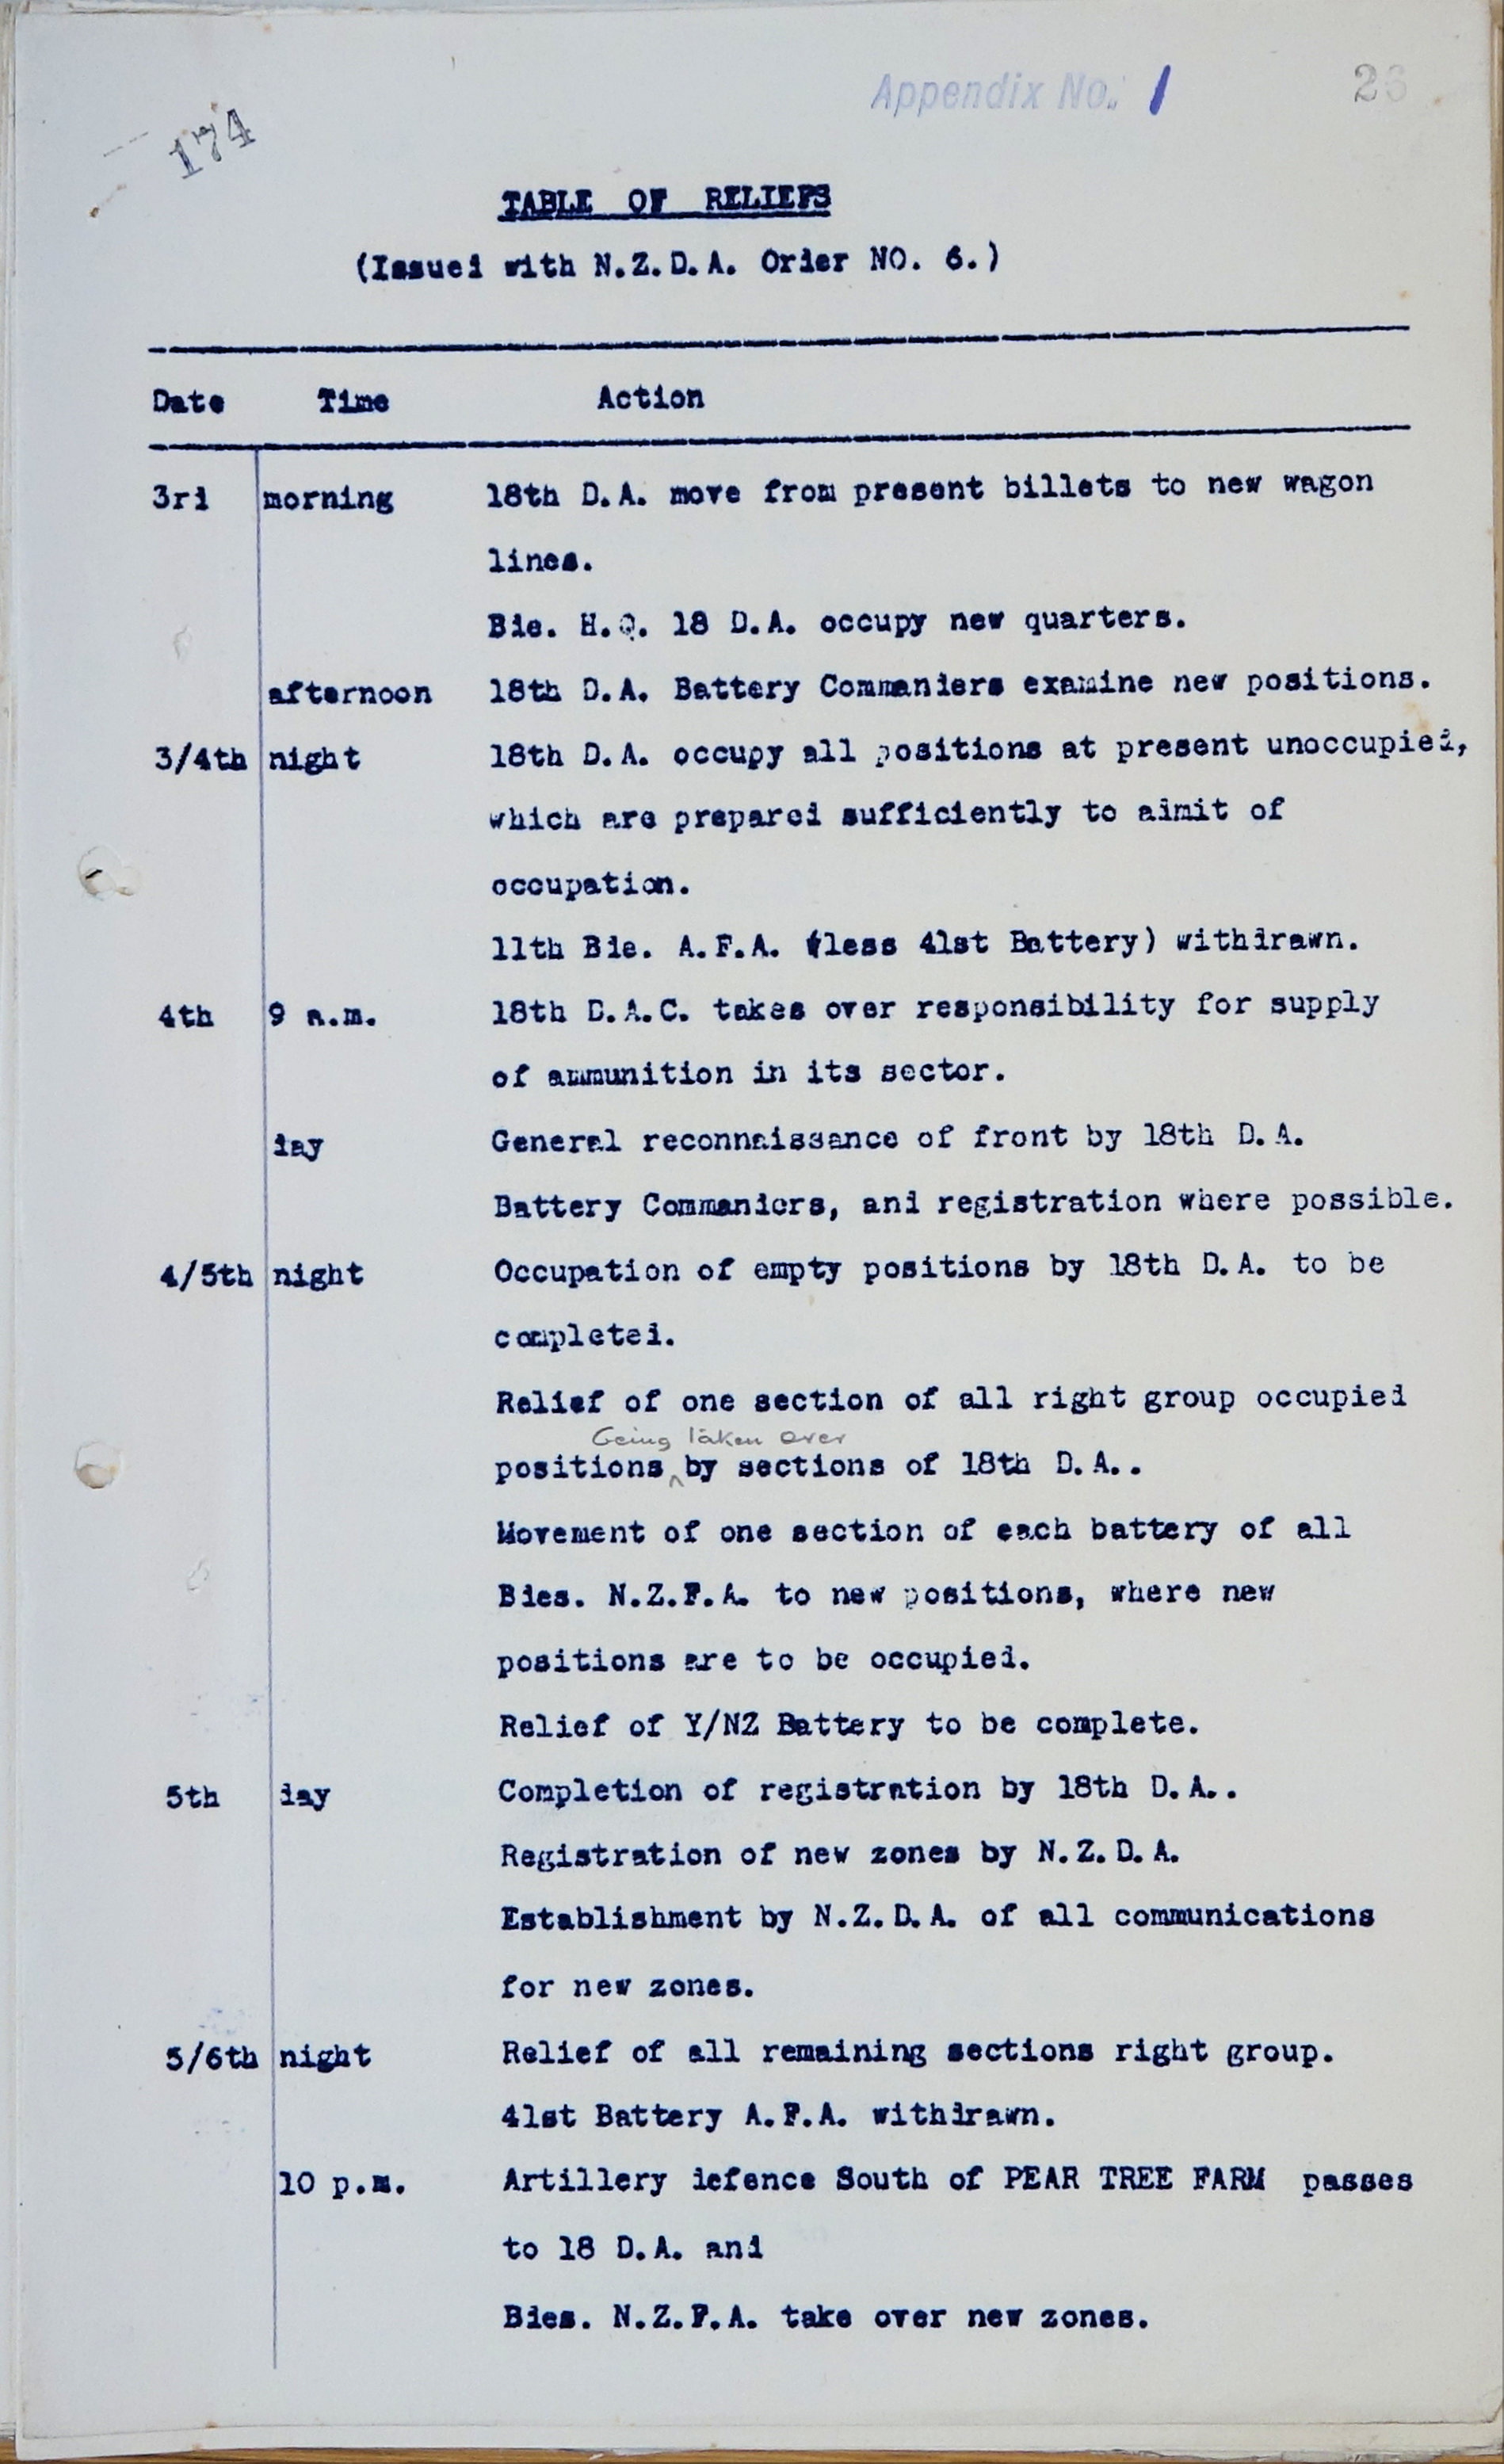 Appendix No. 1
26
174
TABLE OF RELIEFS
(Issued with N.Z.D.A. Order NO. 6.)
Date Time Action
3rd morning 18th D.A. move from present billets to new wagon
lines.
Bde. H.Q. 18 D.A. occupy new quarters.
afternoon 18th D.A. Battery Commanders examine new positions.
3/4th night 18th D.A. occupy all positions at present unoccupied,
which are prepared sufficiently to admit of
occupation.
11th Bde. A.F.A. (less 41st Battery) withdrawn.
4th 9 a.m. 18th D.A.C. takes over responsibility for supply
of ammunition in its sector.
day General reconnaissance of front by 18th D.A.
Battery Commanders, and registration where possible.
4/5th night Occupation of empty positions by 18th D.A. to be
completed.
Relief of one section of all right group occupied
being taken over
positions by sections of 18th D.A..
Movement of one section of each battery of all
Bdes. N.Z.F.A. to new positions, where new
positions are to be occupied.
Relief of Y/NZ Battery to be complete.
5th day Completion of registration by 18th D.A..
Registration of new zones by N.Z.D.A.
Establishment by N.Z.D.A. of all communications
for new zones.
5/6th night Relief of all remaining sections right group.
41st Battery A.F.A. withdrawn.
10 p.m. Artillery defence South of PEAR TREE FARM passes
to 18 D.A. and
Bdes. N.Z.F.A. take over new zones.